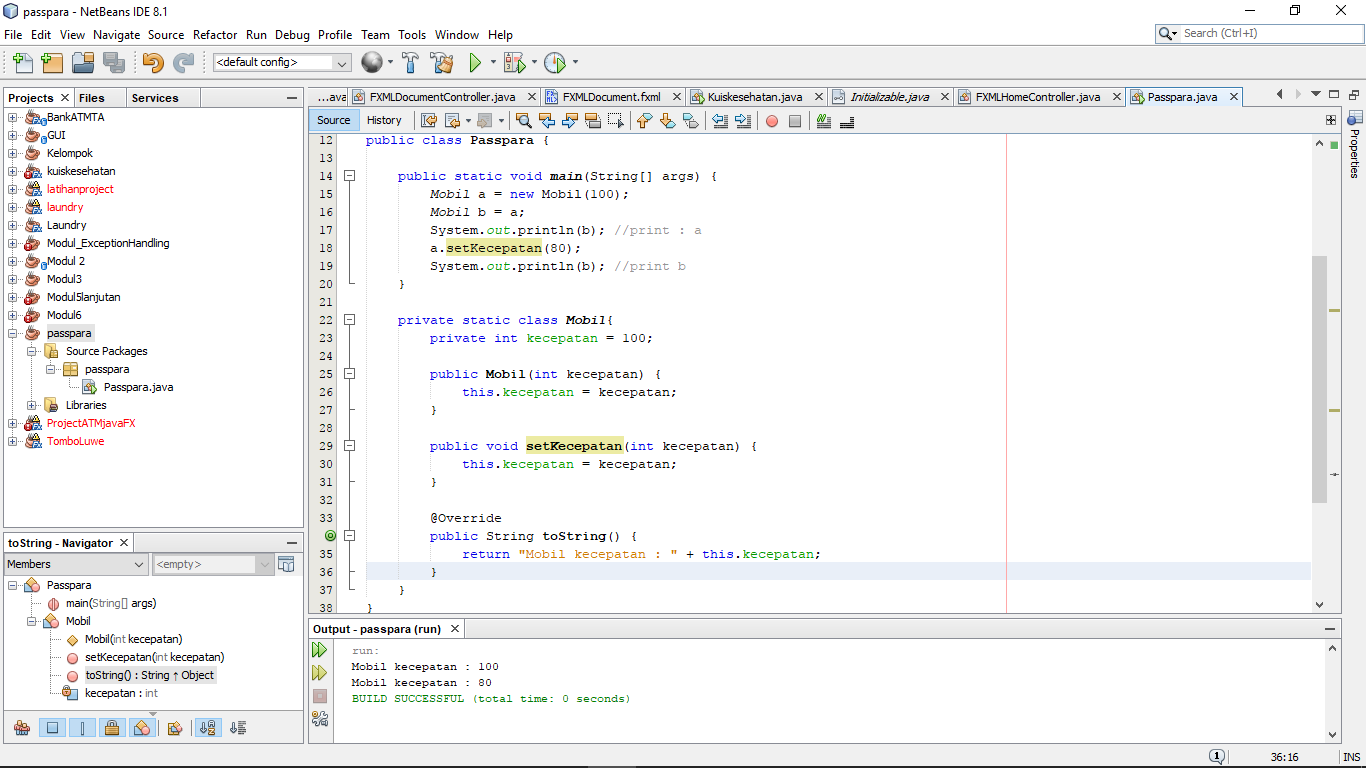 passpara - NetBeans IDE 8.1
File Edit View Navigate Source Refactor Run Debug Profile Team Tools Window Help
Search (Ctrl+I)
<default config>
Projects Files Services
BankATMTA
GUI
Kelompok
kuiskesehatan
latihanproject
laundry
Laundry
Modul_ExceptionHandling
Modul 2
Modul3
Modul5lanjutan
Modul6
passpara
Source Packages
passpara
Passpara.java
Libraries
ProjectATMjavaFX
TomboLuwe
toString - Navigator
Members <empty>
Passpara
main(String[] args)
Mobil
Mobil(int kecepatan)
setKecepatan(int kecepatan)
toString() : String ↑ Object
kecepatan : int
...ava FXMLDocumentController.java FXMLDocument.fxml Kuiskesehatan.java Initializable.java FXMLHomeController.java Passpara.java
Source History
12 public class Passpara {
13
14 public static void main(String[] args) {
15 Mobil a = new Mobil(100);
16 Mobil b = a;
17 System.out.println(b); //print : a
18 a.setKecepatan(80);
19 System.out.println(b); //print b
20 }
21
22 private static class Mobil{
23 private int kecepatan = 100;
24
25 public Mobil(int kecepatan) {
26 this.kecepatan = kecepatan;
27 }
28
29 public void setKecepatan(int kecepatan) {
30 this.kecepatan = kecepatan;
31 }
32
33 @Override
public String toString() {
35 return "Mobil kecepatan : " + this.kecepatan;
36 }
37 }
38 }
Properties
Output - passpara (run)
run:
Mobil kecepatan : 100
Mobil kecepatan : 80
BUILD SUCCESSFUL (total time: 0 seconds)
1 36:16 INS